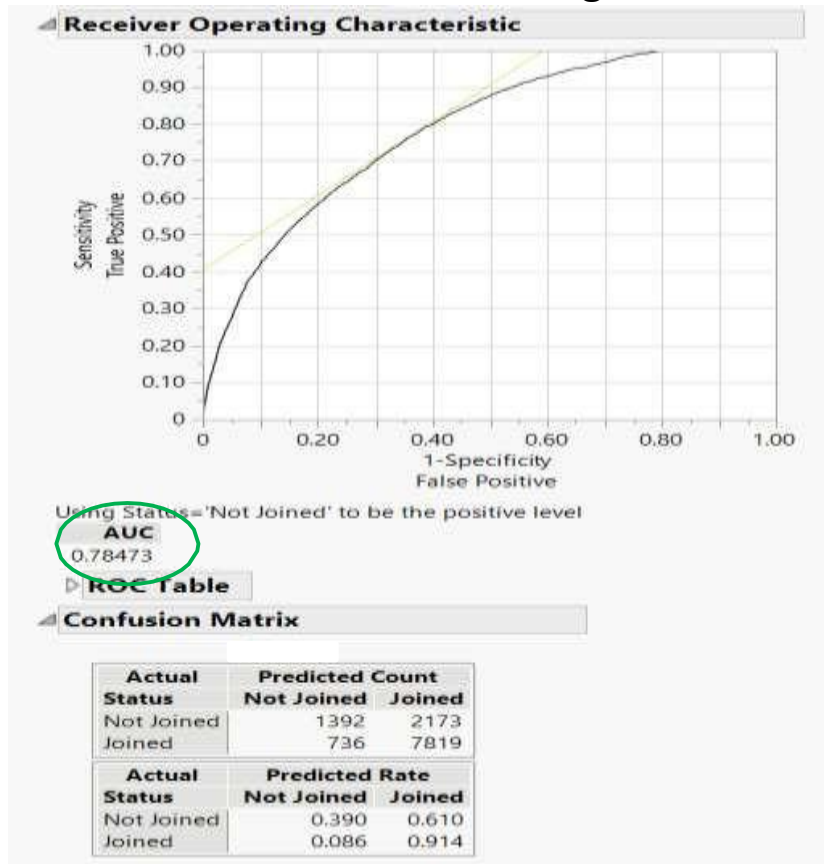 Receiver Operating Characteristic
1.00
0.90
0.80
0.70
0.60
0.50
0.40
0.30
0.20
0.10
0
Sensitivity
True Positive
0 0.20 0.40 0.60 0.80 1.00
1-Specificity
False Positive
Using Status='Not Joined' to be the positive level
AUC
0.78473
ROC Table
Confusion Matrix
Actual Predicted Count
Status Not Joined Joined
Not Joined 1392 2173
Joined 736 7819
Actual Predicted Rate
Status Not Joined Joined
Not Joined 0.390 0.610
Joined 0.086 0.914